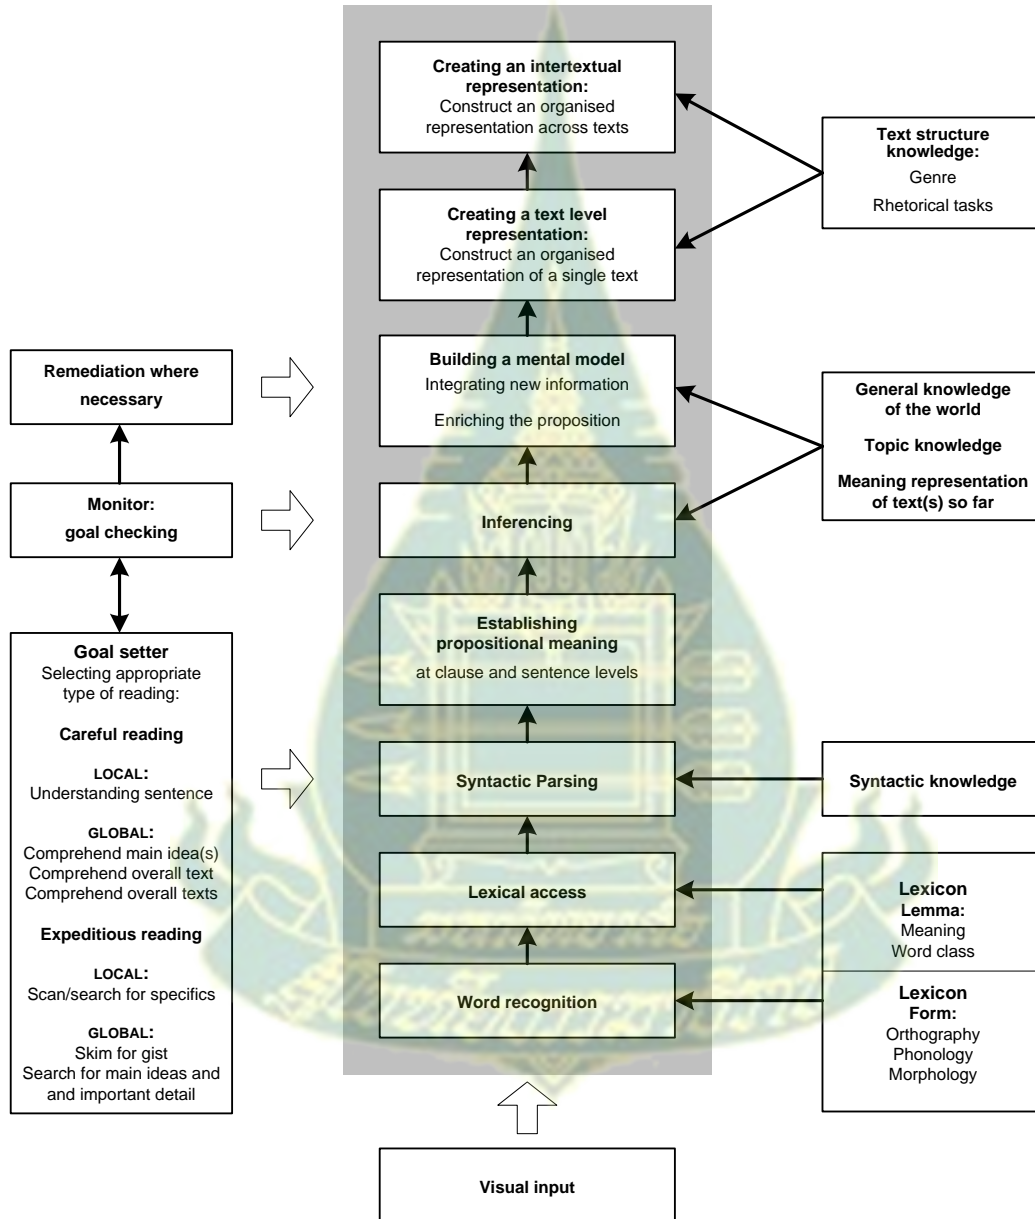 Creating an intertextual
representation:
Construct an organised
representation across texts
Creating a text level
representation:
Construct an organised
representation of a single text
Building a mental model
Integrating new information
Enriching the proposition
Inferencing
Establishing
propositional meaning
at clause and sentence levels
Syntactic Parsing
Lexical access
Word recognition
Visual input
Remediation where
necessary
Monitor:
goal checking
Goal setter
Selecting appropriate
type of reading:
Careful reading
LOCAL:
Understanding sentence
GLOBAL:
Comprehend main idea(s)
Comprehend overall text
Comprehend overall texts
Expeditious reading
LOCAL:
Scan/search for specifics
GLOBAL:
Skim for gist
Search for main ideas and
and important detail
Text structure
knowledge:
Genre
Rhetorical tasks
General knowledge
of the world
Topic knowledge
Meaning representation
of text(s) so far
Syntactic knowledge
Lexicon
Lemma:
Meaning
Word class
Lexicon
Form:
Orthography
Phonology
Morphology